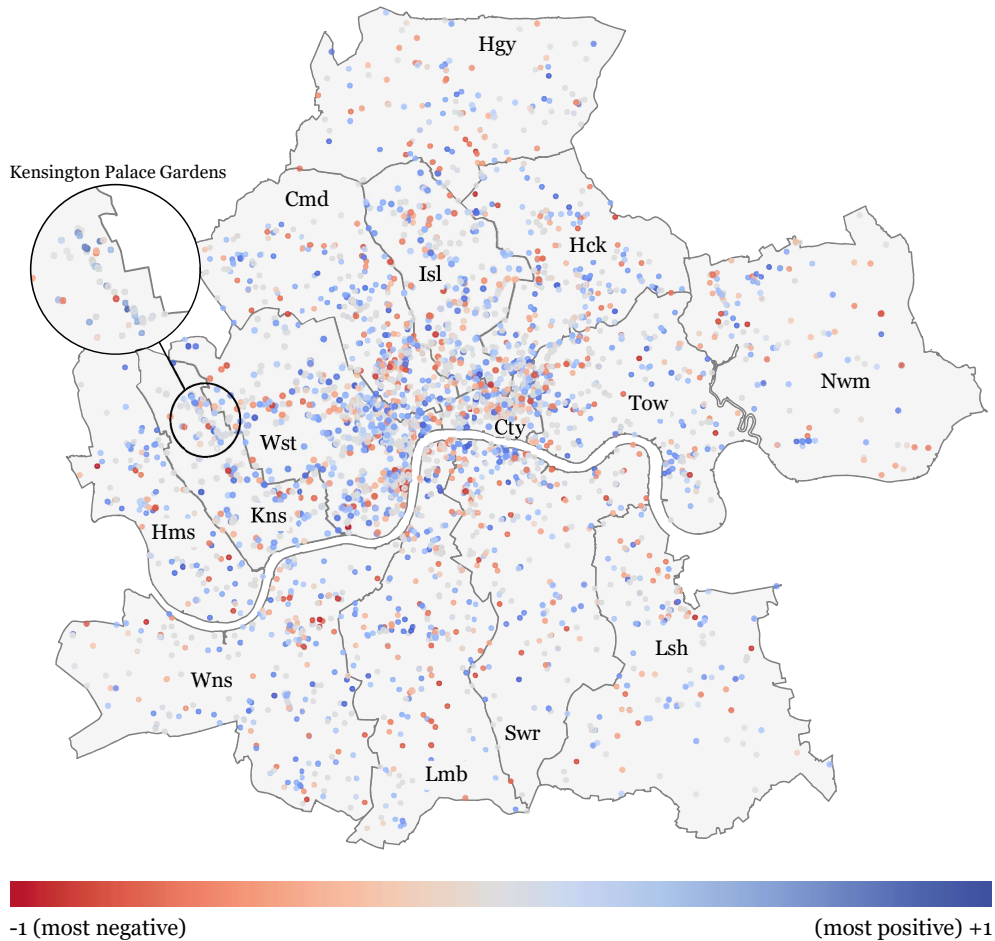 Hgy
Kensington Palace Gardens
Cmd
Hck
Isl
Nwm
Tow
Cty
Wst
Kns
Hms
Lsh
Wns
Swr
Lmb
-1 (most negative)
(most positive) +1